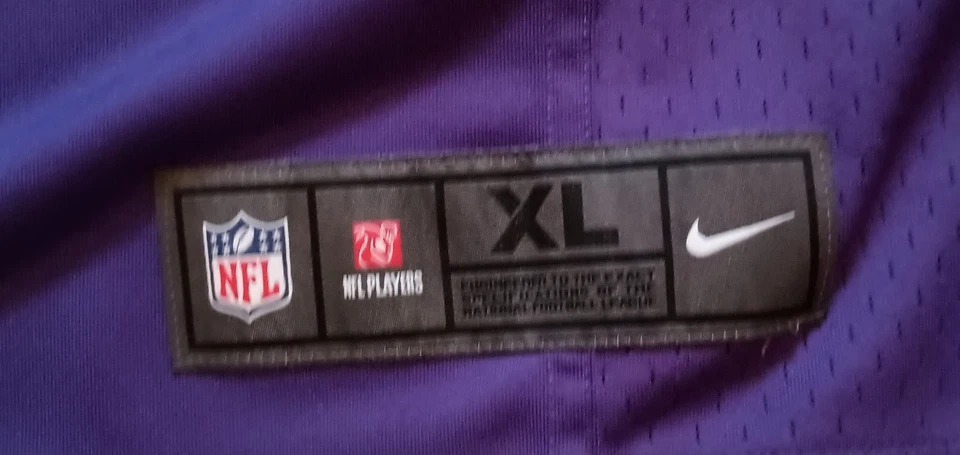 NFL
NFL PLAYERS
XL
ENGINEERED TO THE EXACT
SPECIFICATIONS OF THE
NATIONAL FOOTBALL LEAGUE